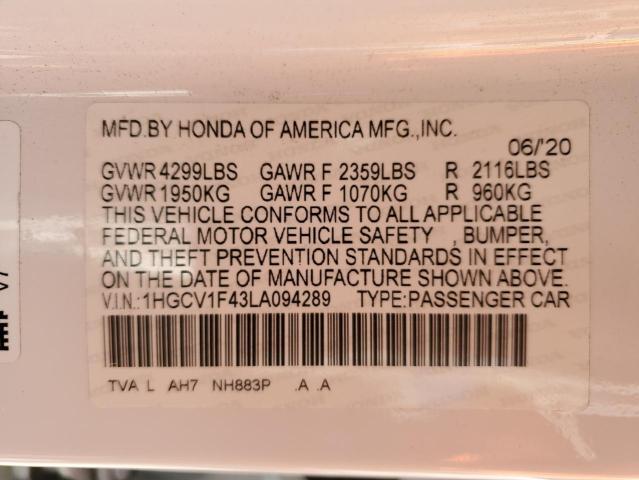 MFD.BY HONDA OF AMERICA MFG.,INC.
06/'20
GVWR 4299LBS GAWR F 2359LBS R 2116LBS
GVWR 1950KG GAWR F 1070KG R 960KG
THIS VEHICLE CONFORMS TO ALL APPLICABLE
FEDERAL MOTOR VEHICLE SAFETY , BUMPER,
AND THEFT PREVENTION STANDARDS IN EFFECT
ON THE DATE OF MANUFACTURE SHOWN ABOVE.
V.I.N.:1HGCV1F43LA094289 TYPE:PASSENGER CAR
TVA L AH7 NH883P .A .A